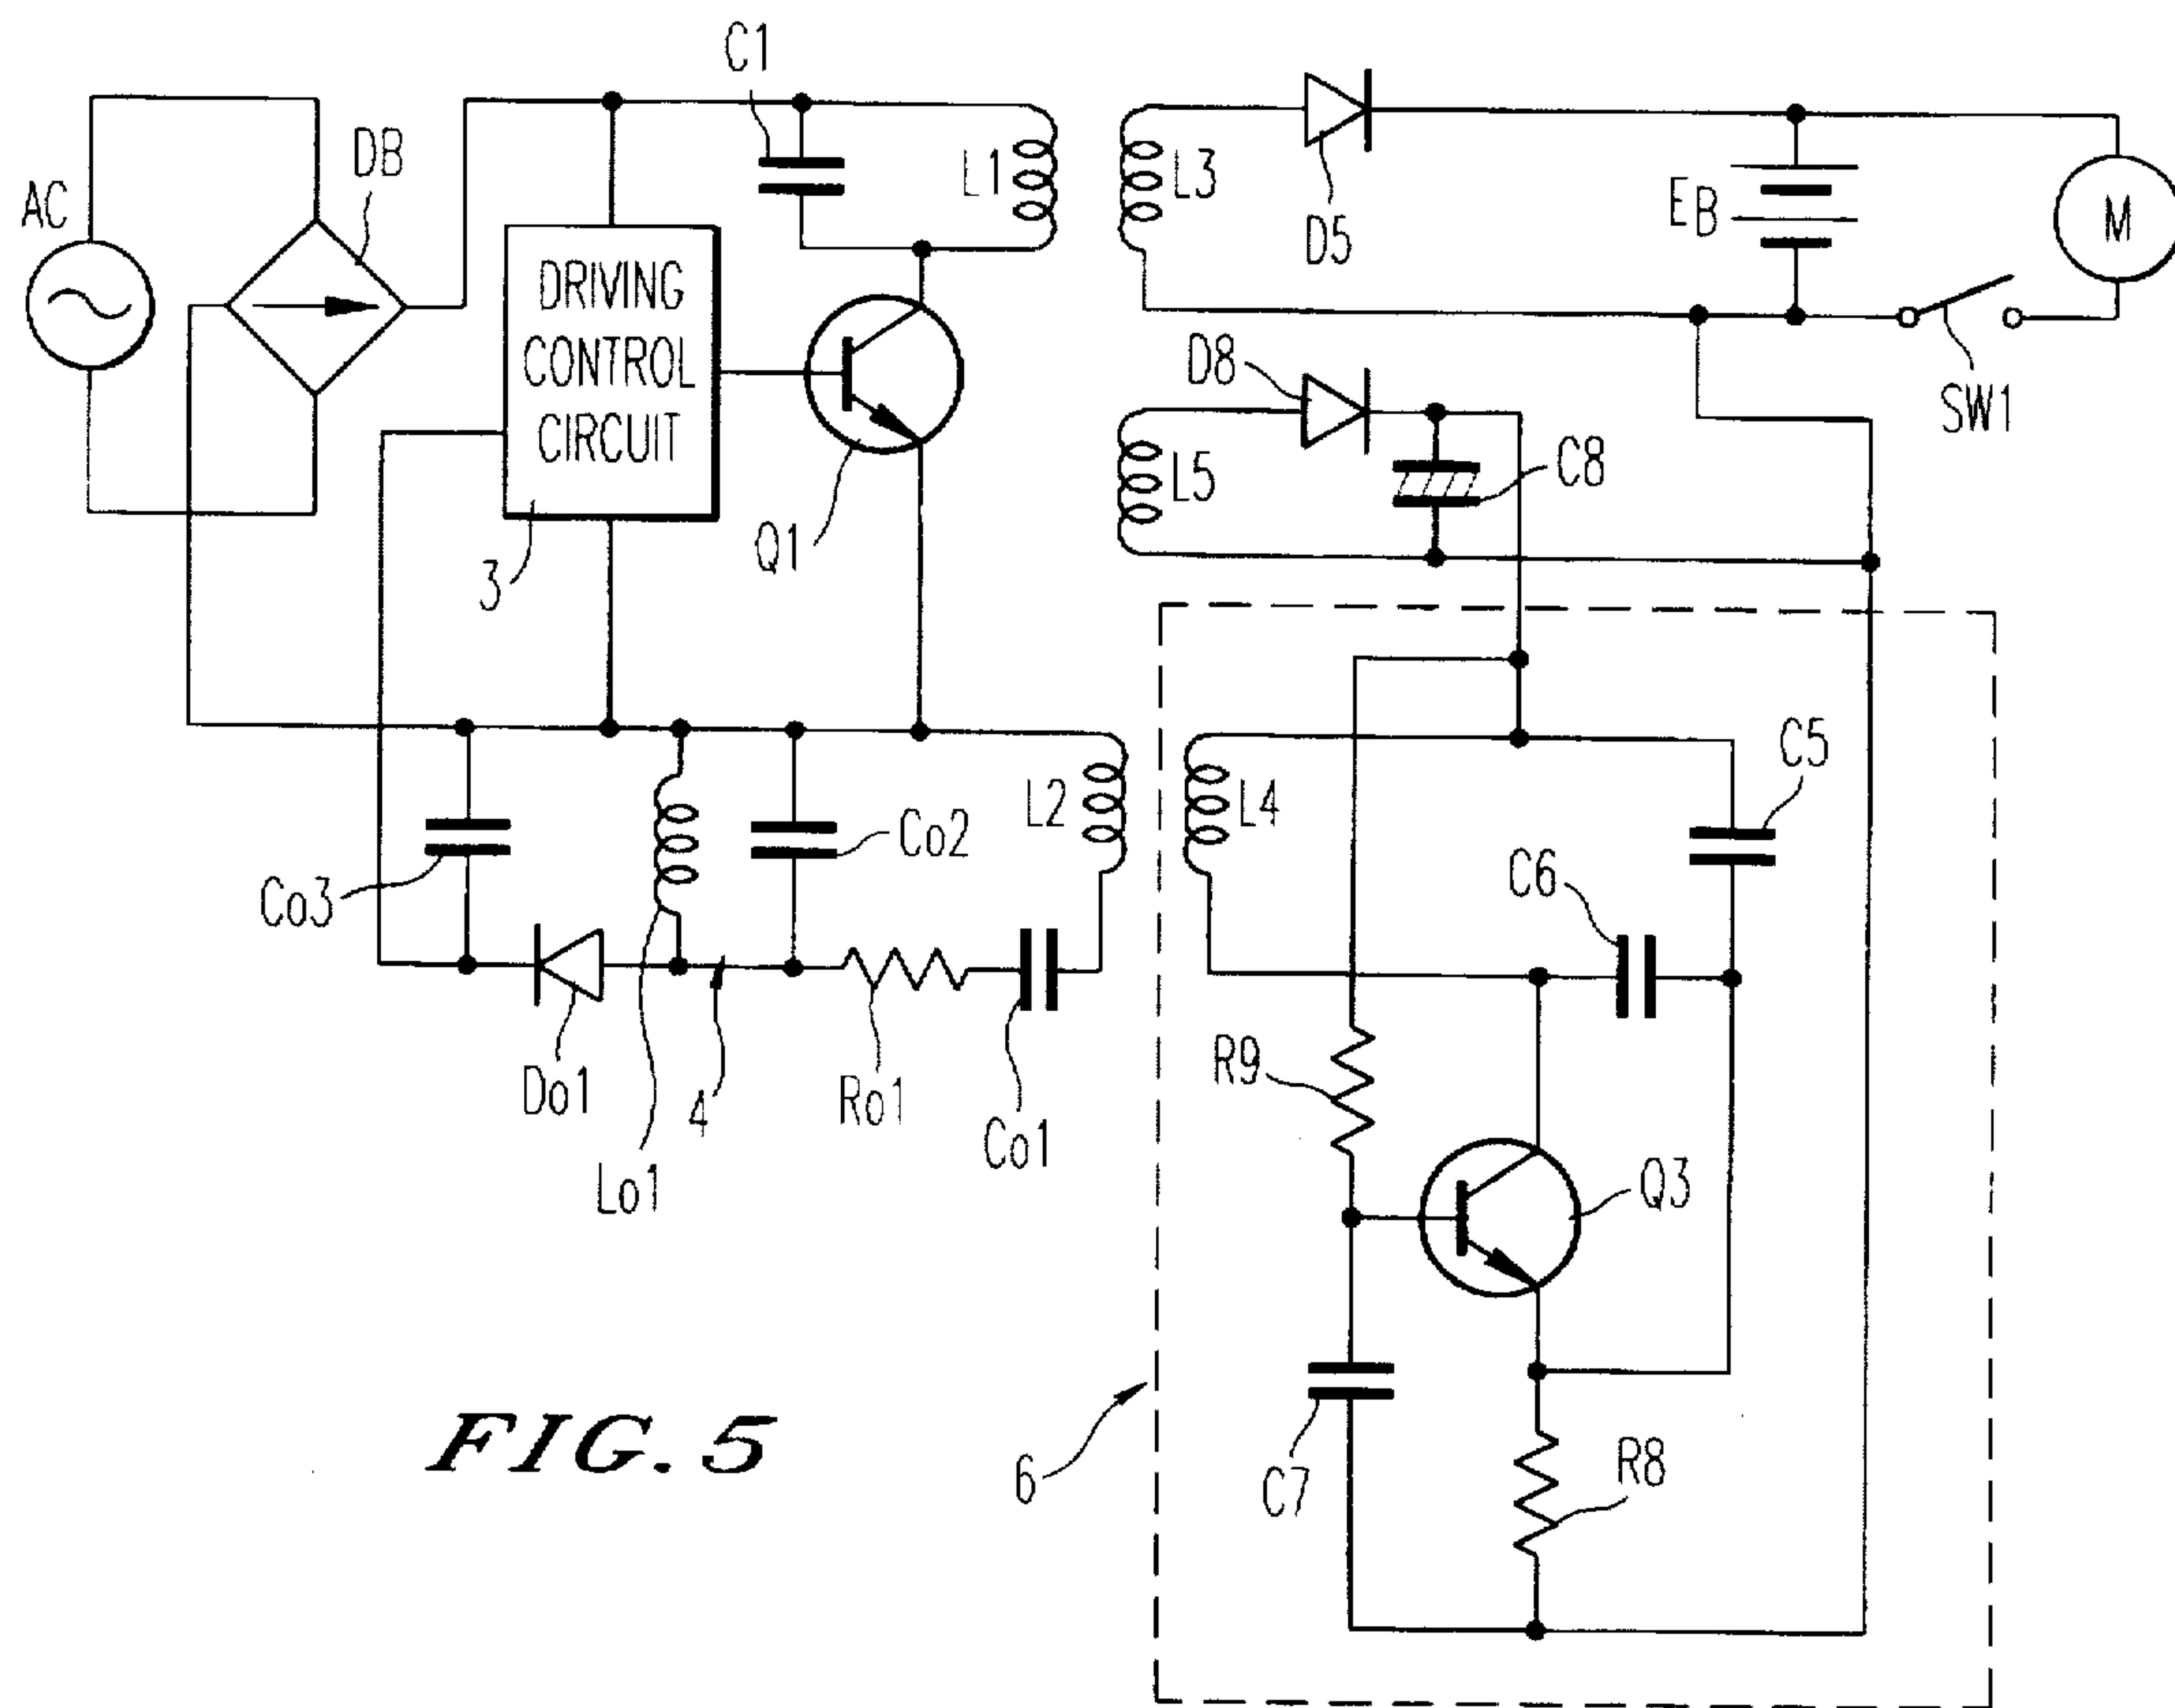 C1
DB
AC
L1
L3
D5
EB
M
DRIVING
CONTROL
CIRCUIT
D8
SW1
L5
C8
3
Q1
C5
L2
L4
Co2
C6
Co3
R9
Do1
4
Ro1
Co1
Lo1
Q3
FIG. 5
6
C7
R8